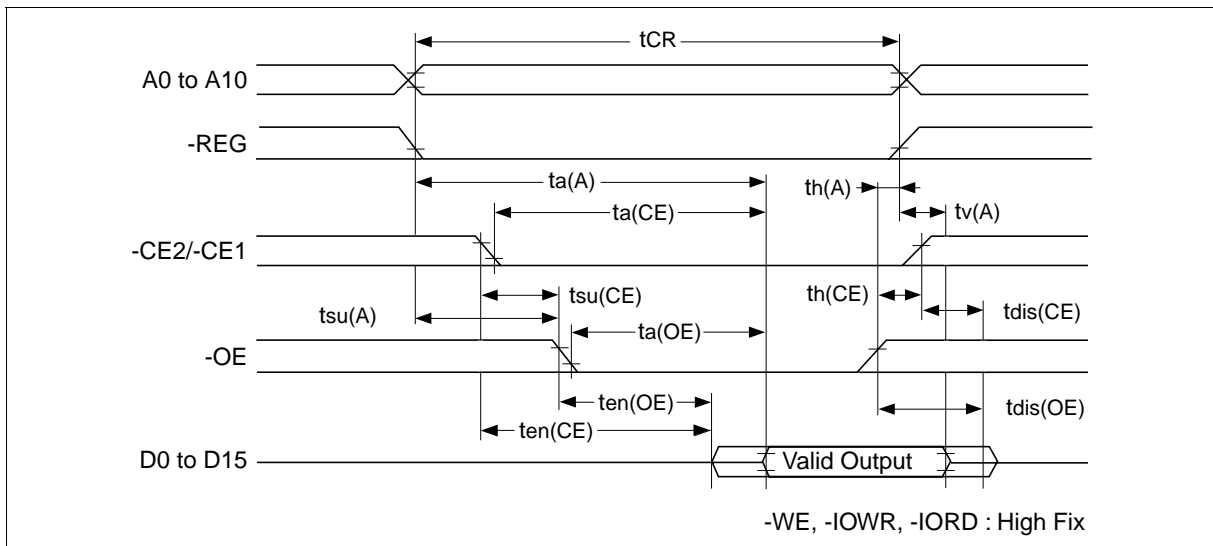 tCR
A0 to A10
-REG
ta(A)
th(A)
ta(CE)
tv(A)
-CE2/-CE1
tsu(CE)
th(CE)
tsu(A)
tdis(CE)
ta(OE)
-OE
ten(OE)
tdis(OE)
ten(CE)
D0 to D15
Valid Output
-WE, -IOWR, -IORD : High Fix